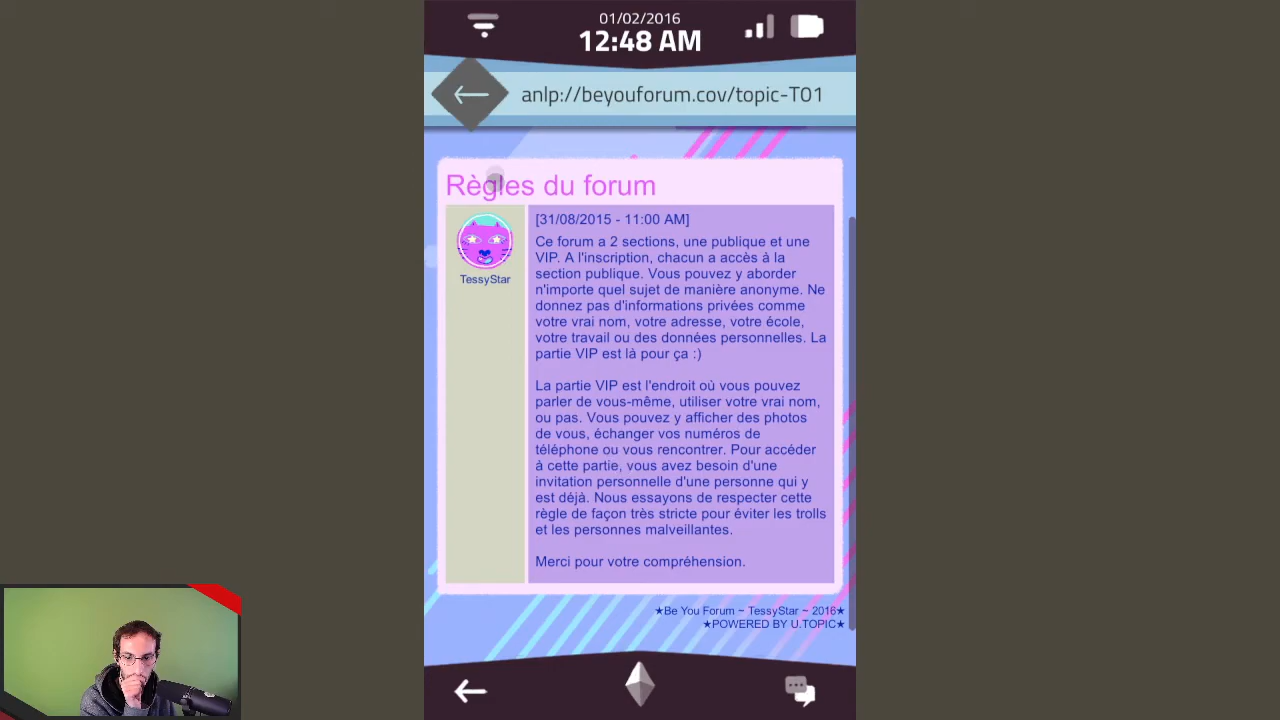 01/02/2016
12:48 AM
anlp://beyouforum.cov/topic-T01
Règles du forum
TessyStar
[31/08/2015 - 11:00 AM]
Ce forum a 2 sections, une publique et une
VIP. A l'inscription, chacun a accès à la
section publique. Vous pouvez y aborder
n'importe quel sujet de manière anonyme. Ne
donnez pas d'informations privées comme
votre vrai nom, votre adresse, votre école,
votre travail ou des données personnelles. La
partie VIP est là pour ça :)
La partie VIP est l'endroit où vous pouvez
parler de vous-même, utiliser votre vrai nom,
ou pas. Vous pouvez y afficher des photos
de vous, échanger vos numéros de
téléphone ou vous rencontrer. Pour accéder
à cette partie, vous avez besoin d'une
invitation personnelle d'une personne qui y
est déjà. Nous essayons de respecter cette
règle de façon très stricte pour éviter les trolls
et les personnes malveillantes.
Merci pour votre compréhension.
★Be You Forum ~ TessyStar ~ 2016★
★POWERED BY U.TOPIC★